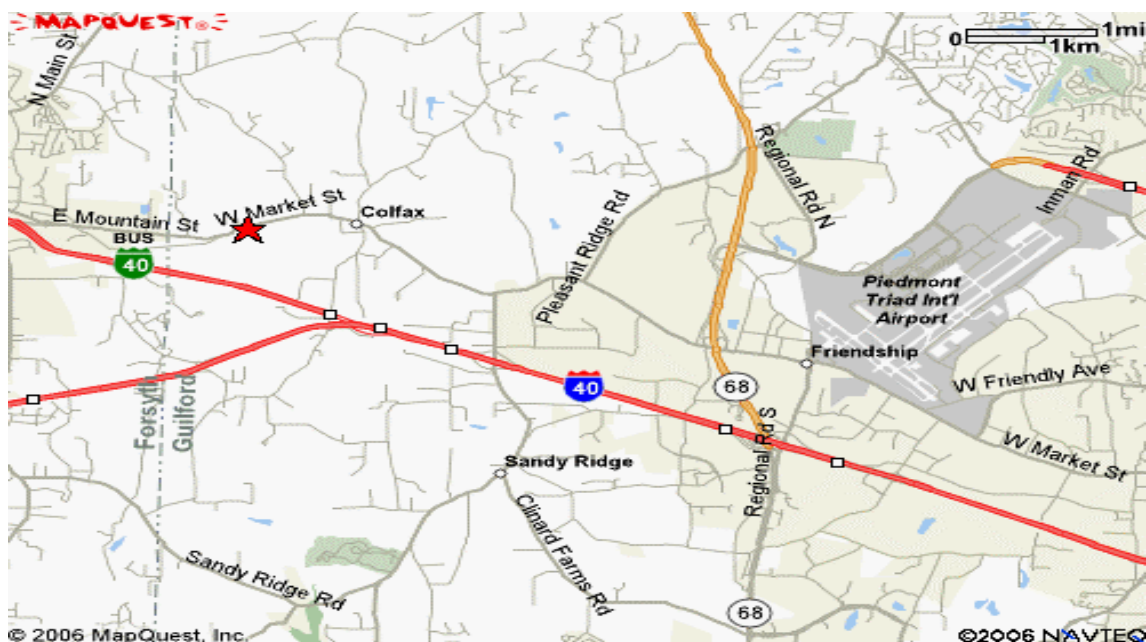 MAPQUEST®
1mi
0
1km
N Main St
Regional Rd N
Inman Rd
W Market St
E Mountain St
Colfax
BUS
40
Pleasant Ridge Rd
Piedmont
Triad Int'l
Airport
Friendship
40
68
W Friendly Ave
Forsyth
Guilford
Regional Rd S
W Market St
Sandy Ridge
Clinard Farms Rd
Sandy Ridge Rd
68
© 2006 MapQuest, Inc.
©2006 NAVTEQ